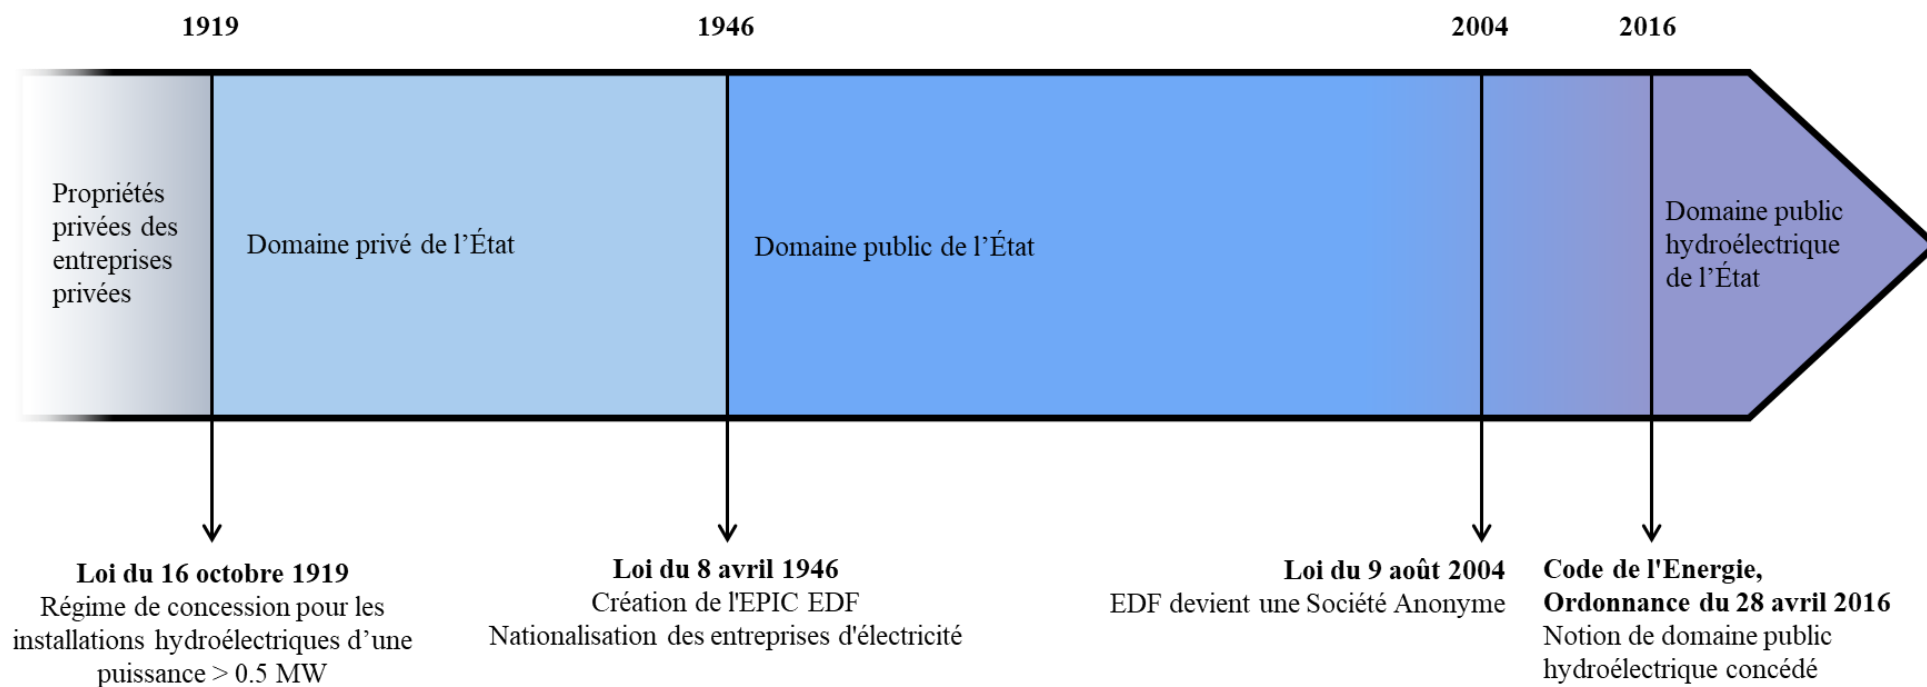 1919
1946
2004
2016
Propriétés
privées des
entreprises
privées
Domaine privé de l’État
Domaine public de l’État
Domaine public
hydroélectrique
de l’État
Loi du 16 octobre 1919
Régime de concession pour les
installations hydroélectriques d’une
puissance > 0.5 MW
Loi du 8 avril 1946
Création de l'EPIC EDF
Nationalisation des entreprises d'électricité
Loi du 9 août 2004
EDF devient une Société Anonyme
Code de l'Energie,
Ordonnance du 28 avril 2016
Notion de domaine public
hydroélectrique concédé